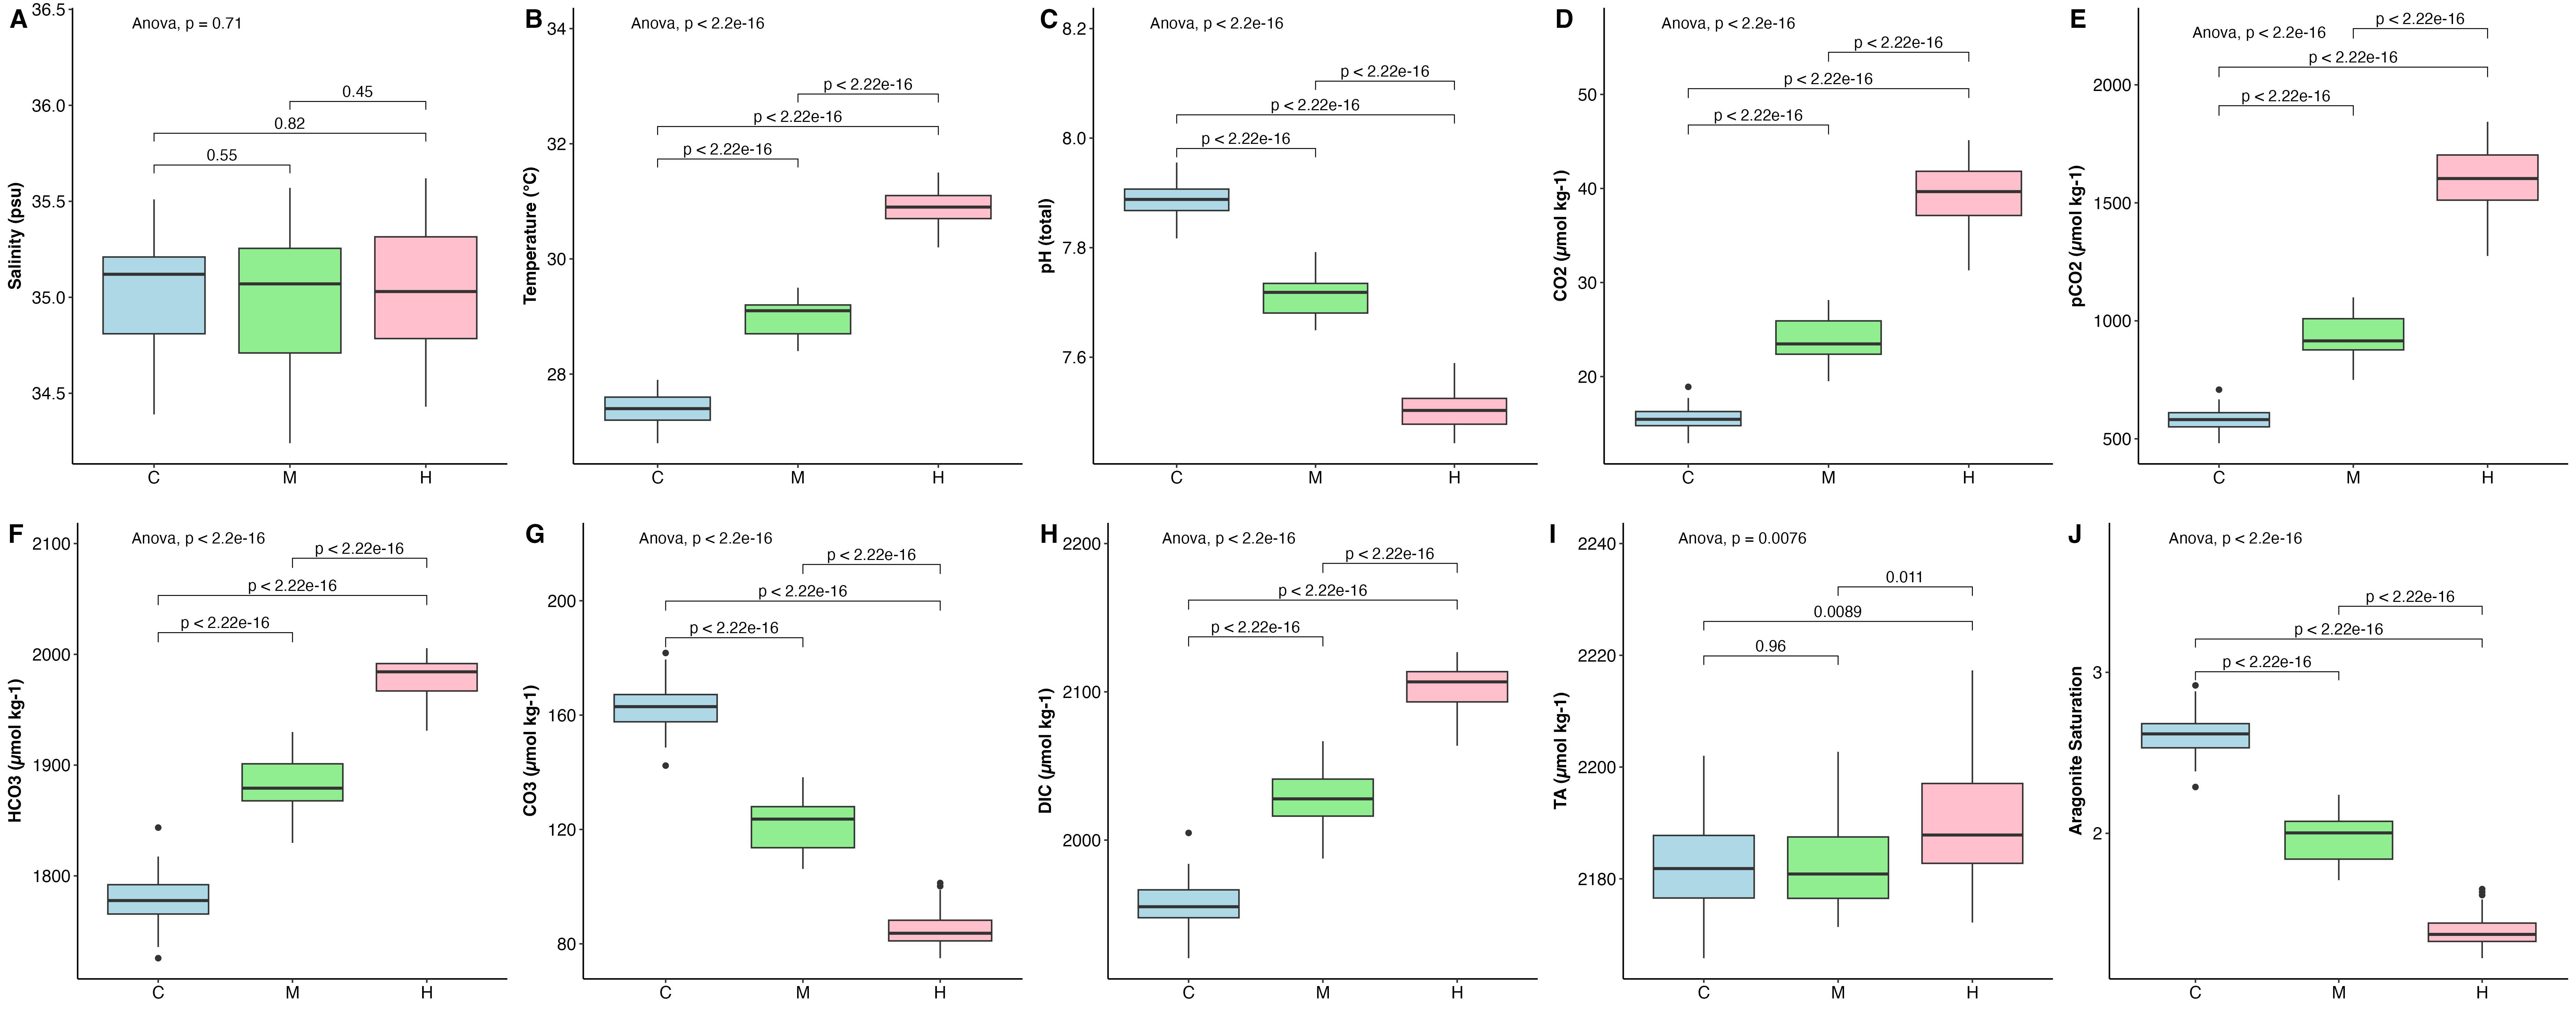 A
Anova, p = 0.71
36.5
36.0
35.5
35.0
34.5
Salinity (psu)
0.45
0.82
0.55
C M H
B
Anova, p < 2.2e-16
34
32
30
28
Temperature (°C)
p < 2.22e-16
p < 2.22e-16
p < 2.22e-16
C M H
C
Anova, p < 2.2e-16
8.2
8.0
7.8
7.6
pH (total)
p < 2.22e-16
p < 2.22e-16
p < 2.22e-16
C M H
D
Anova, p < 2.2e-16
50
40
30
20
CO2 (µmol kg-1)
p < 2.22e-16
p < 2.22e-16
p < 2.22e-16
C M H
E
Anova, p < 2.2e-16
2000
1500
1000
500
pCO2 (µmol kg-1)
p < 2.22e-16
p < 2.22e-16
p < 2.22e-16
C M H
F
Anova, p < 2.2e-16
2100
2000
1900
1800
HCO3 (µmol kg-1)
p < 2.22e-16
p < 2.22e-16
p < 2.22e-16
C M H
G
Anova, p < 2.2e-16
200
160
120
80
CO3 (µmol kg-1)
p < 2.22e-16
p < 2.22e-16
p < 2.22e-16
C M H
H
Anova, p < 2.2e-16
2200
2100
2000
DIC (µmol kg-1)
p < 2.22e-16
p < 2.22e-16
p < 2.22e-16
C M H
I
Anova, p = 0.0076
2240
2220
2200
2180
TA (µmol kg-1)
0.011
0.0089
0.96
C M H
J
Anova, p < 2.2e-16
3
2
Aragonite Saturation
p < 2.22e-16
p < 2.22e-16
p < 2.22e-16
C M H